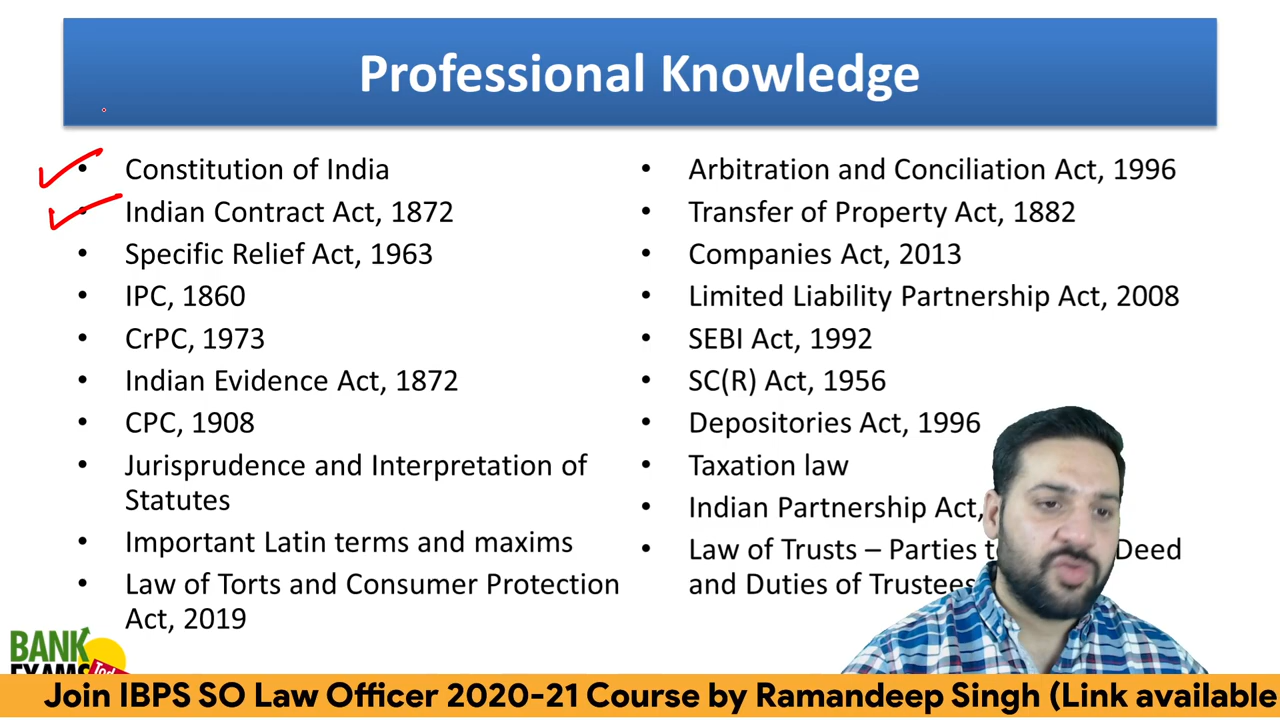 Professional Knowledge
• Constitution of India
• Indian Contract Act, 1872
• Specific Relief Act, 1963
• IPC, 1860
• CrPC, 1973
• Indian Evidence Act, 1872
• CPC, 1908
• Jurisprudence and Interpretation of
Statutes
• Important Latin terms and maxims
• Law of Torts and Consumer Protection
Act, 2019
• Arbitration and Conciliation Act, 1996
• Transfer of Property Act, 1882
• Companies Act, 2013
• Limited Liability Partnership Act, 2008
• SEBI Act, 1992
• SC(R) Act, 1956
• Depositories Act, 1996
• Taxation law
• Indian Partnership Act,
• Law of Trusts – Parties Deed
and Duties of Trustees
BANK
EXAMS
Join IBPS SO Law Officer 2020-21 Course by Ramandeep Singh (Link available